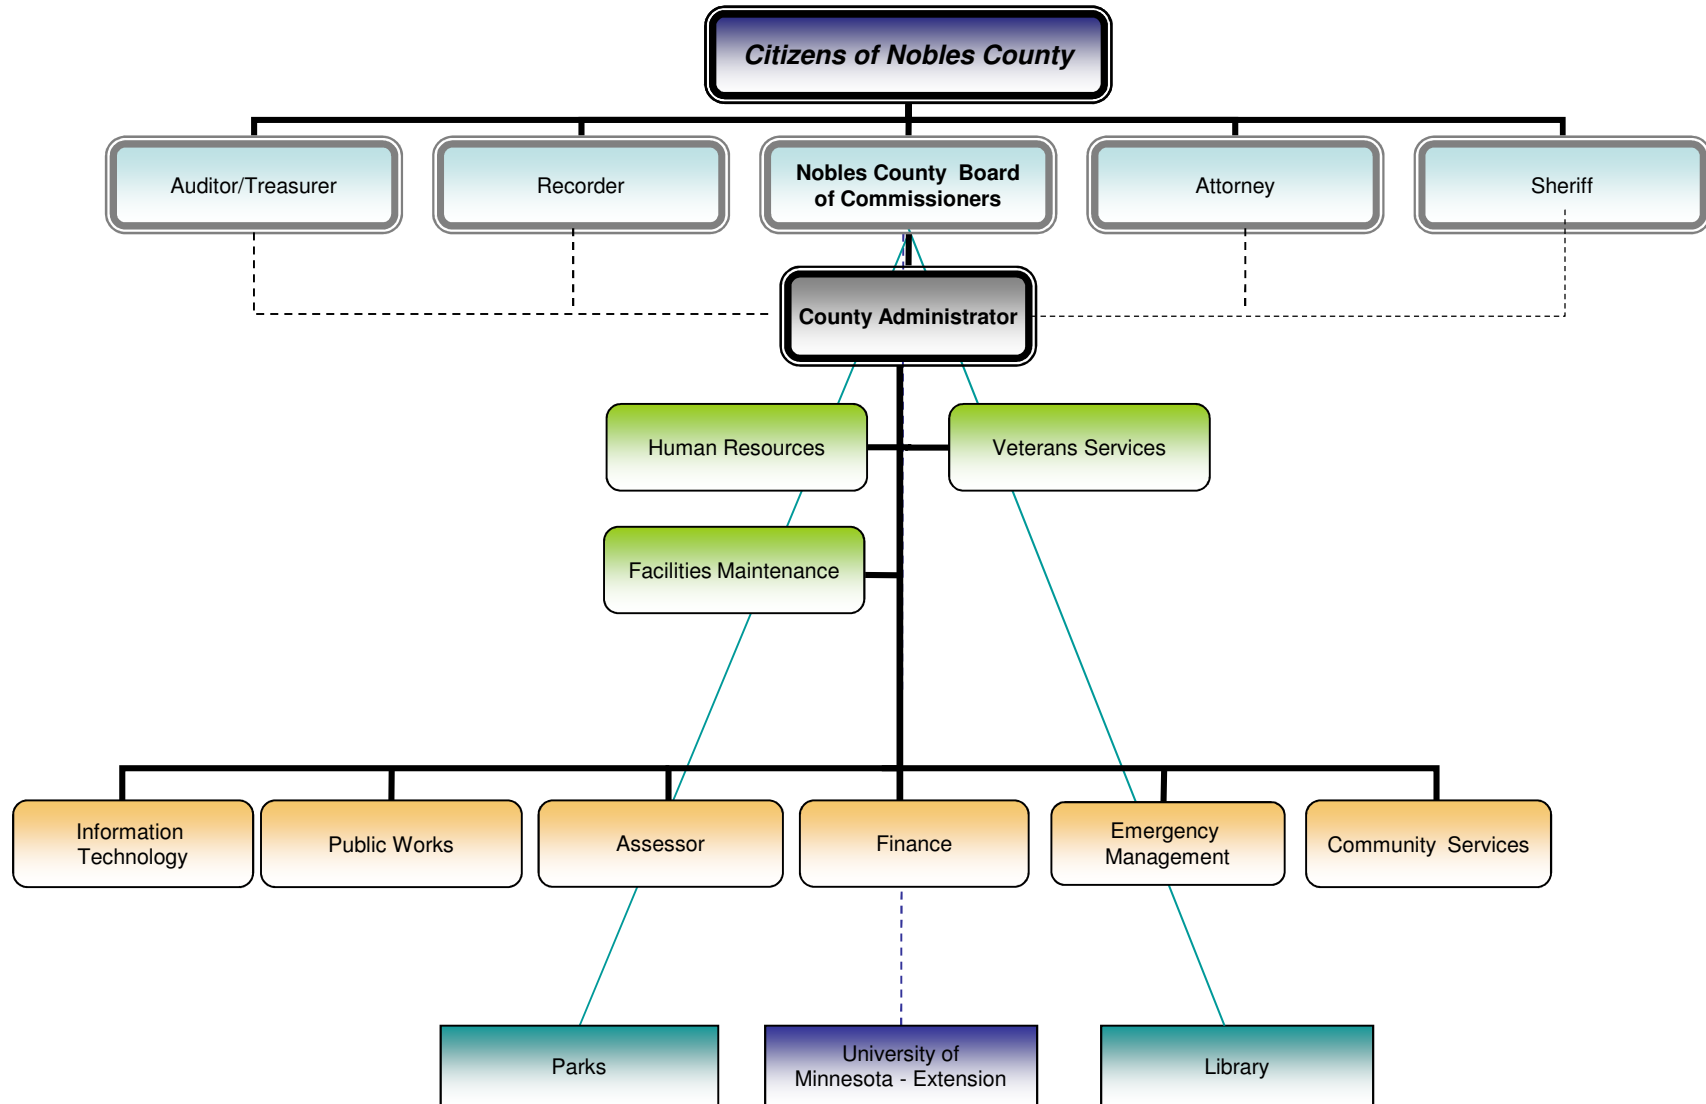 Citizens of Nobles County
Auditor/Treasurer
Recorder
Nobles County Board
of Commissioners
Attorney
Sheriff
County Administrator
Human Resources
Veterans Services
Facilities Maintenance
Information
Technology
Public Works
Assessor
Finance
Emergency
Management
Community Services
Parks
University of
Minnesota - Extension
Library